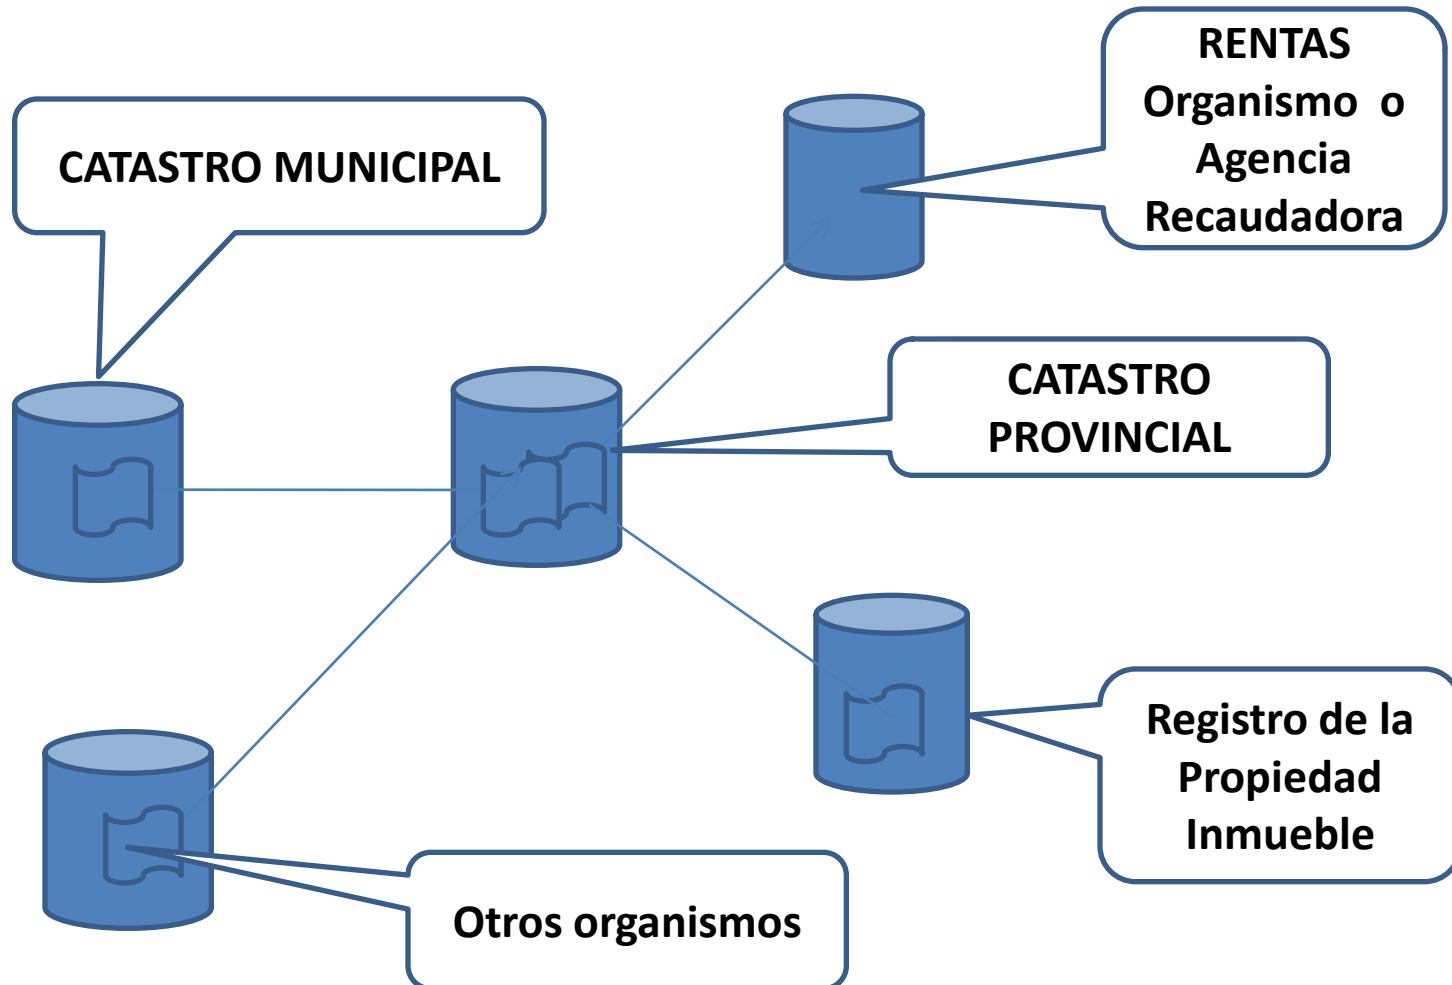 RENTAS
Organismo o
Agencia
Recaudadora
CATASTRO MUNICIPAL
CATASTRO
PROVINCIAL
Registro de la
Propiedad
Inmueble
Otros organismos